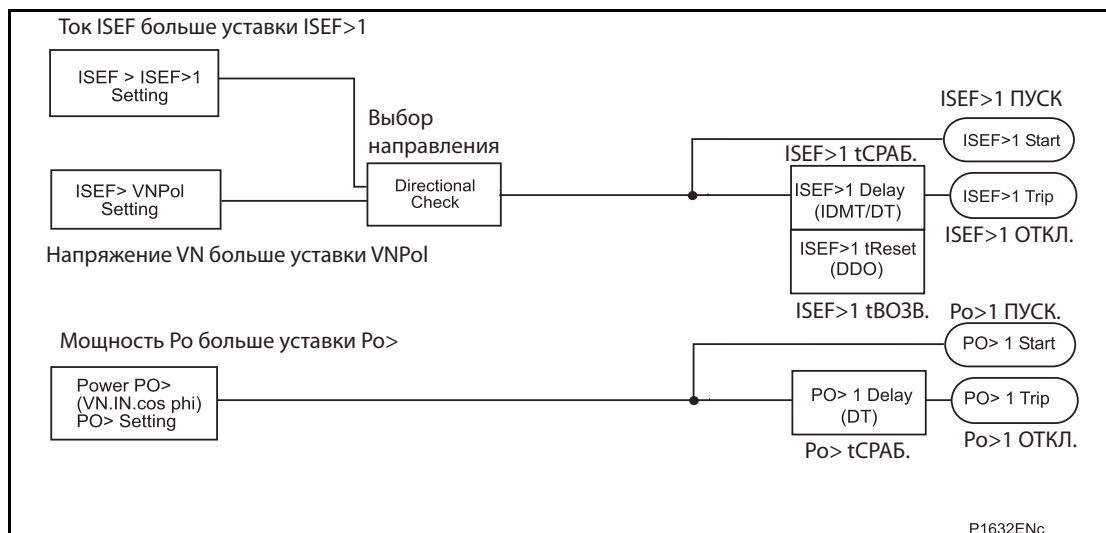 Ток ISEF больше уставки ISEF>1
ISEF > ISEF>1
Setting
ISEF>1 ПУСК
ISEF>1 Start
Выбор
направления
Directional
Check
ISEF>1 tСРАБ.
ISEF>1 Delay
(IDMT/DT)
ISEF>1 Trip
ISEF>1 ОТКЛ.
ISEF> VNPol
Setting
Напряжение VN больше уставки VNPol
ISEF>1 tReset
(DDO)
ISEF>1 tВОЗВ.
Po>1 ПУСК.
PO> 1 Start
Мощность Po больше уставки Po>
Power PO>
(VN.IN.cos phi)
PO> Setting
PO> 1 Delay
(DT)
Po> tСРАБ.
PO> 1 Trip
Po>1 ОТКЛ.
P1632ENc